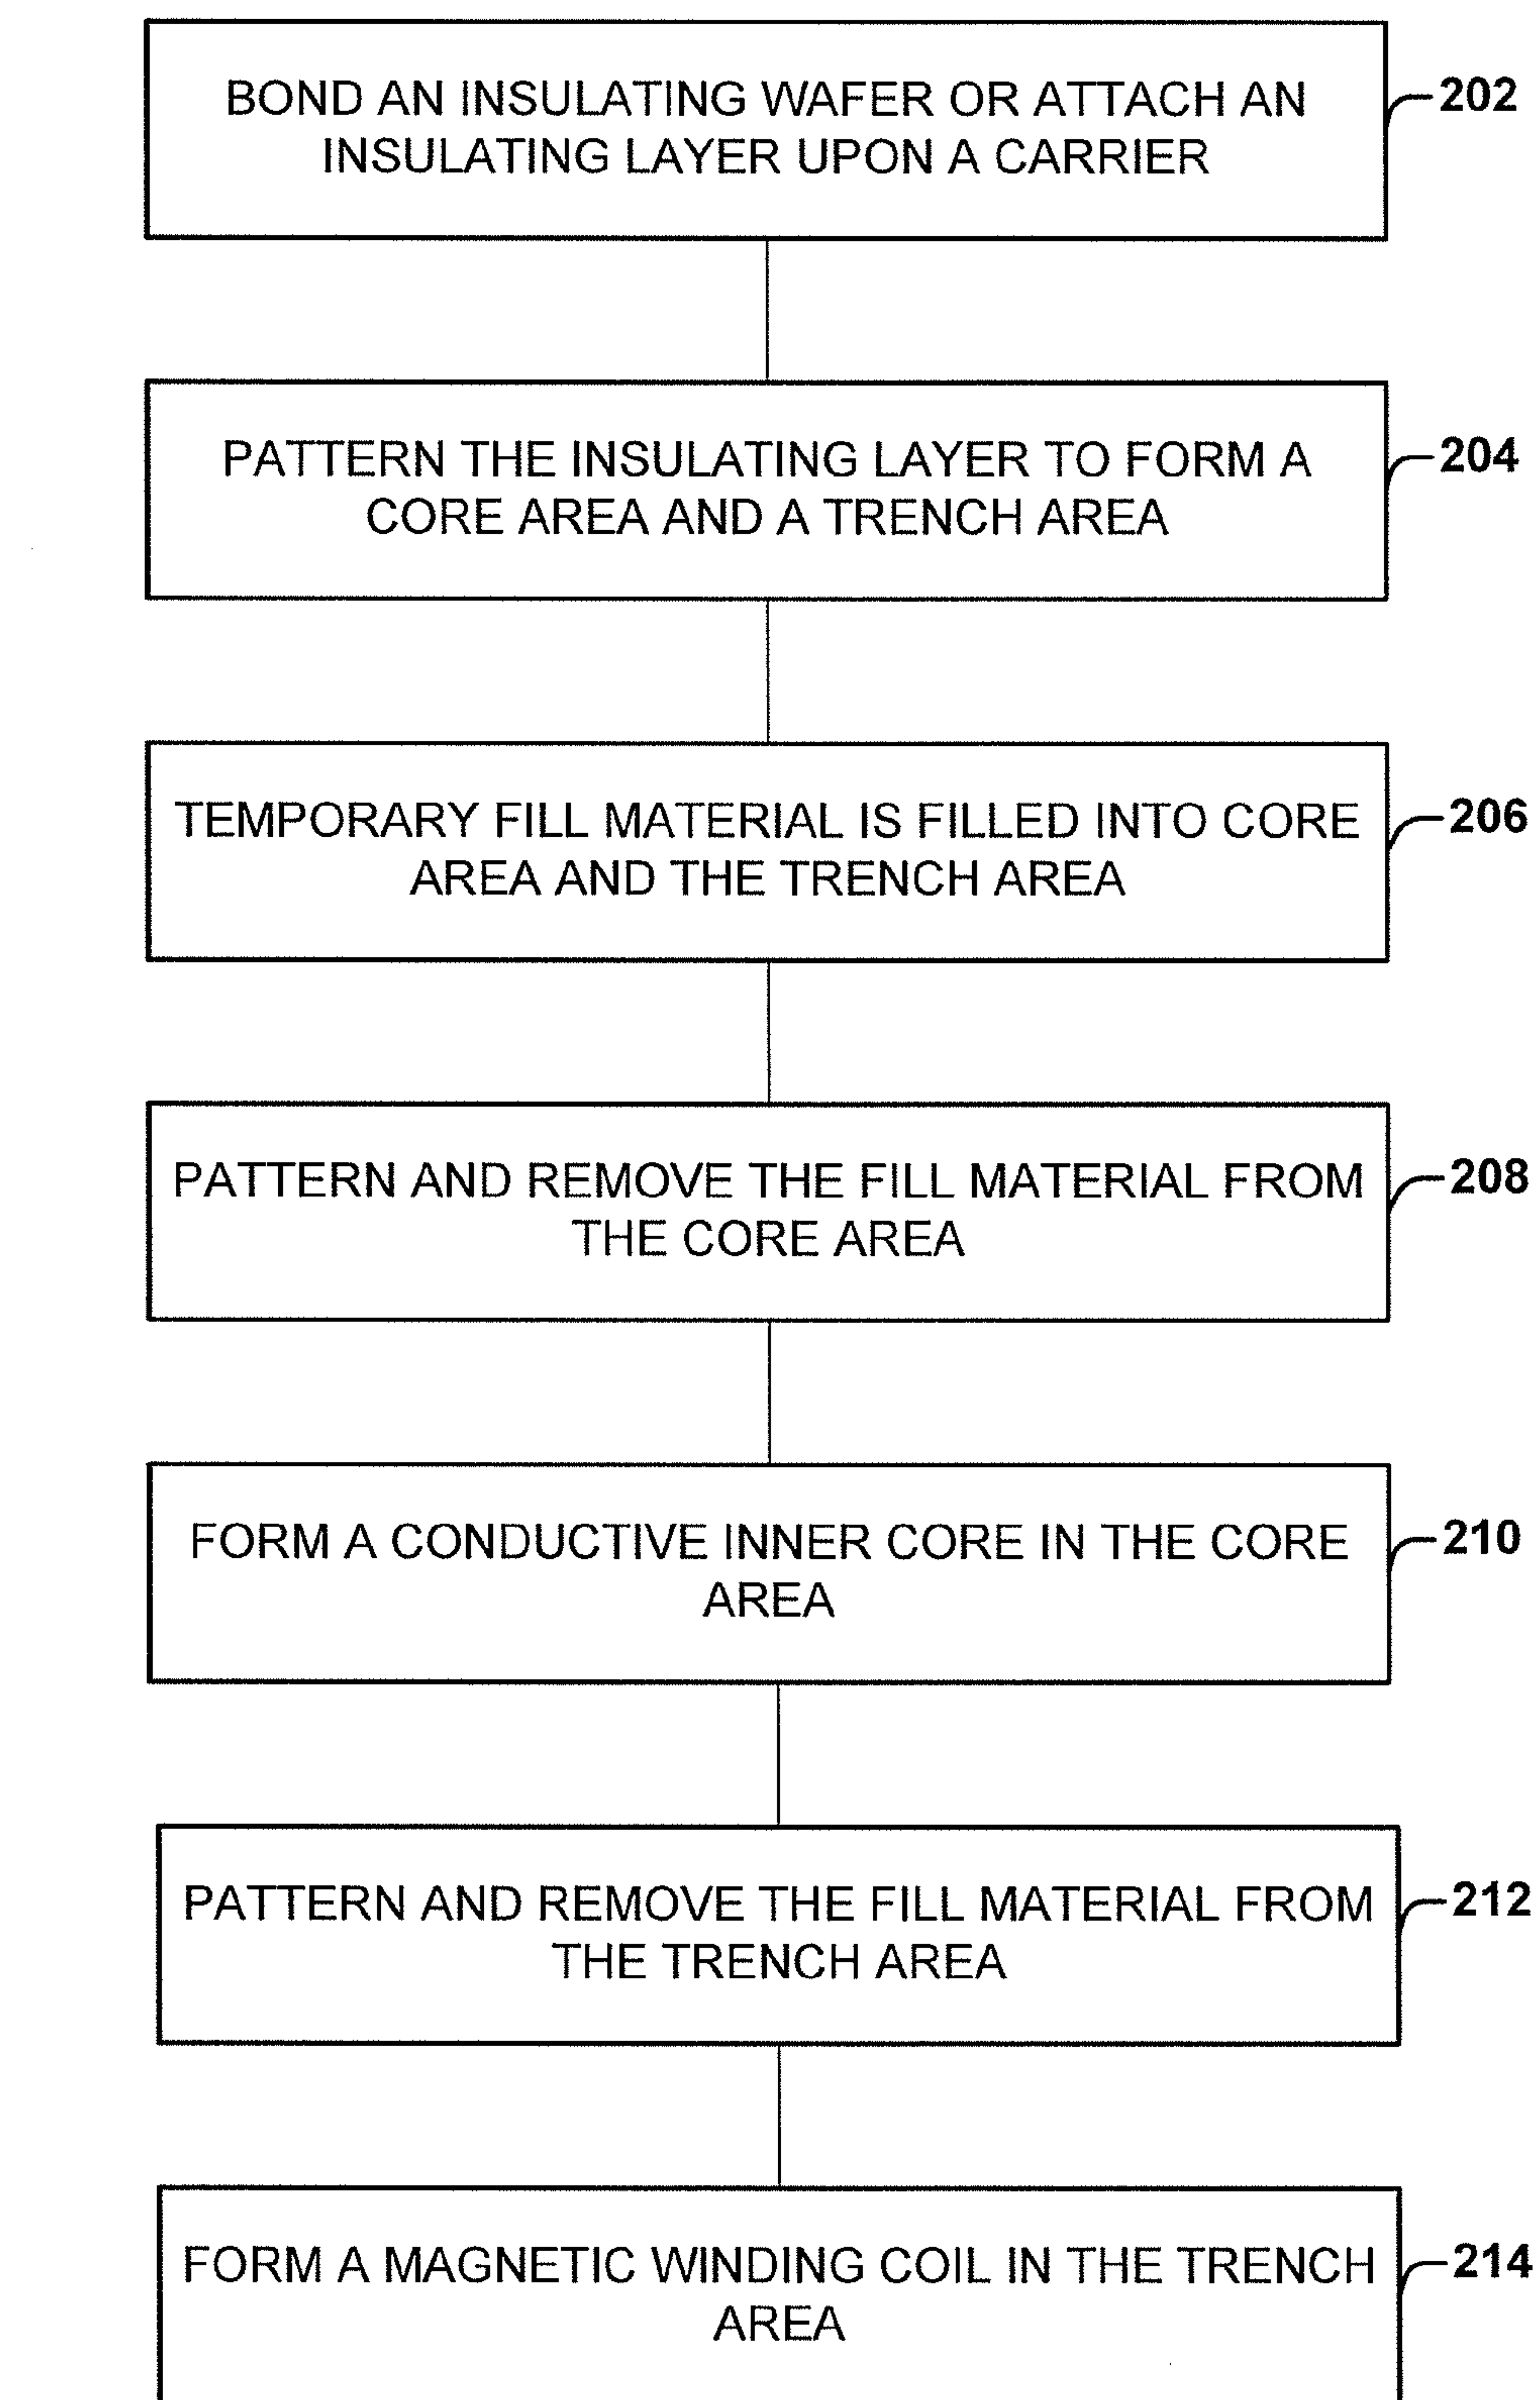 BOND AN INSULATING WAFER OR ATTACH AN
INSULATING LAYER UPON A CARRIER
202
PATTERN THE INSULATING LAYER TO FORM A
CORE AREA AND A TRENCH AREA
204
TEMPORARY FILL MATERIAL IS FILLED INTO CORE
AREA AND THE TRENCH AREA
206
PATTERN AND REMOVE THE FILL MATERIAL FROM
THE CORE AREA
208
FORM A CONDUCTIVE INNER CORE IN THE CORE
AREA
210
PATTERN AND REMOVE THE FILL MATERIAL FROM
THE TRENCH AREA
212
FORM A MAGNETIC WINDING COIL IN THE TRENCH
AREA
214